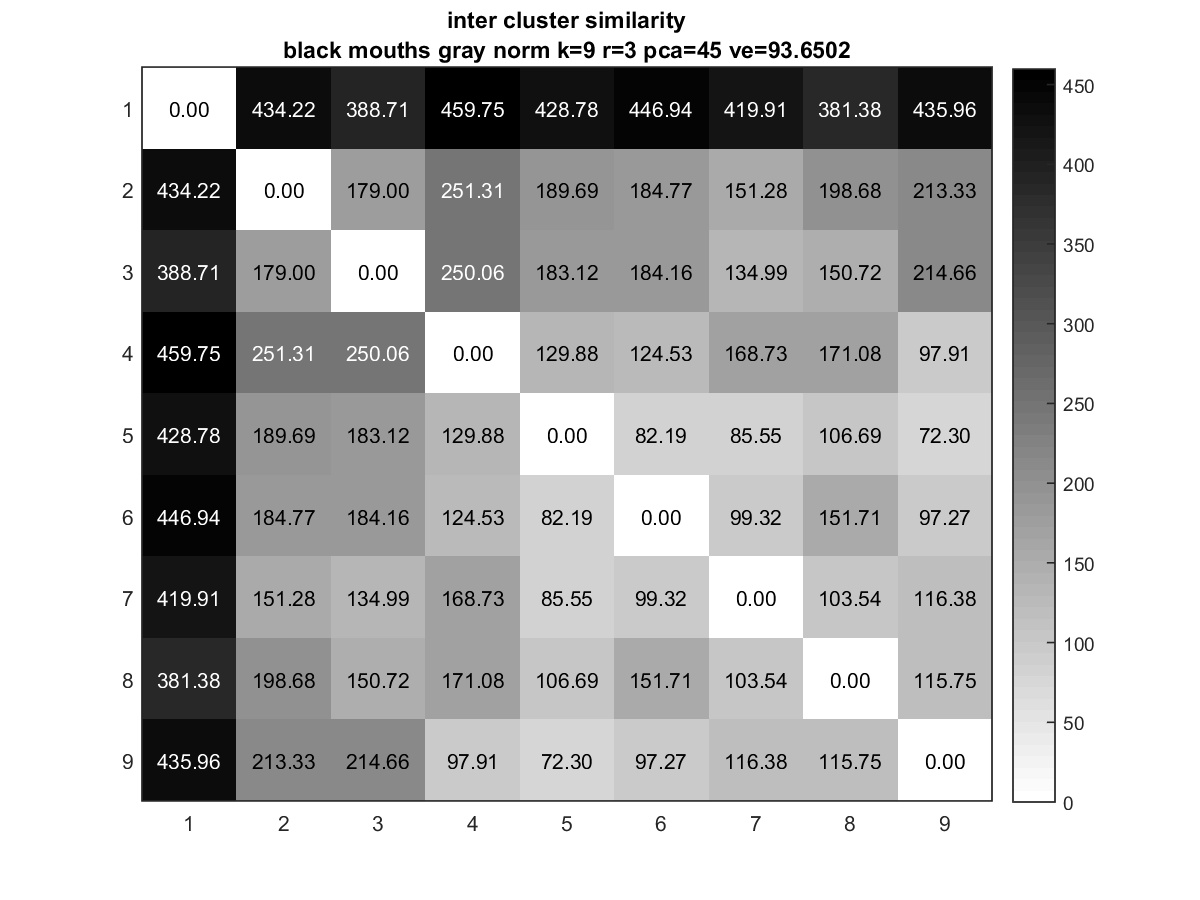 inter cluster similarity
black mouths gray norm k=9 r=3 pca=45 ve=93.6502
1 0.00 434.22 388.71 459.75 428.78 446.94 419.91 381.38 435.96
2 434.22 0.00 179.00 251.31 189.69 184.77 151.28 198.68 213.33
3 388.71 179.00 0.00 250.06 183.12 184.16 134.99 150.72 214.66
4 459.75 251.31 250.06 0.00 129.88 124.53 168.73 171.08 97.91
5 428.78 189.69 183.12 129.88 0.00 82.19 85.55 106.69 72.30
6 446.94 184.77 184.16 124.53 82.19 0.00 99.32 151.71 97.27
7 419.91 151.28 134.99 168.73 85.55 99.32 0.00 103.54 116.38
8 381.38 198.68 150.72 171.08 106.69 151.71 103.54 0.00 115.75
9 435.96 213.33 214.66 97.91 72.30 97.27 116.38 115.75 0.00
1 2 3 4 5 6 7 8 9
450
400
350
300
250
200
150
100
50
0